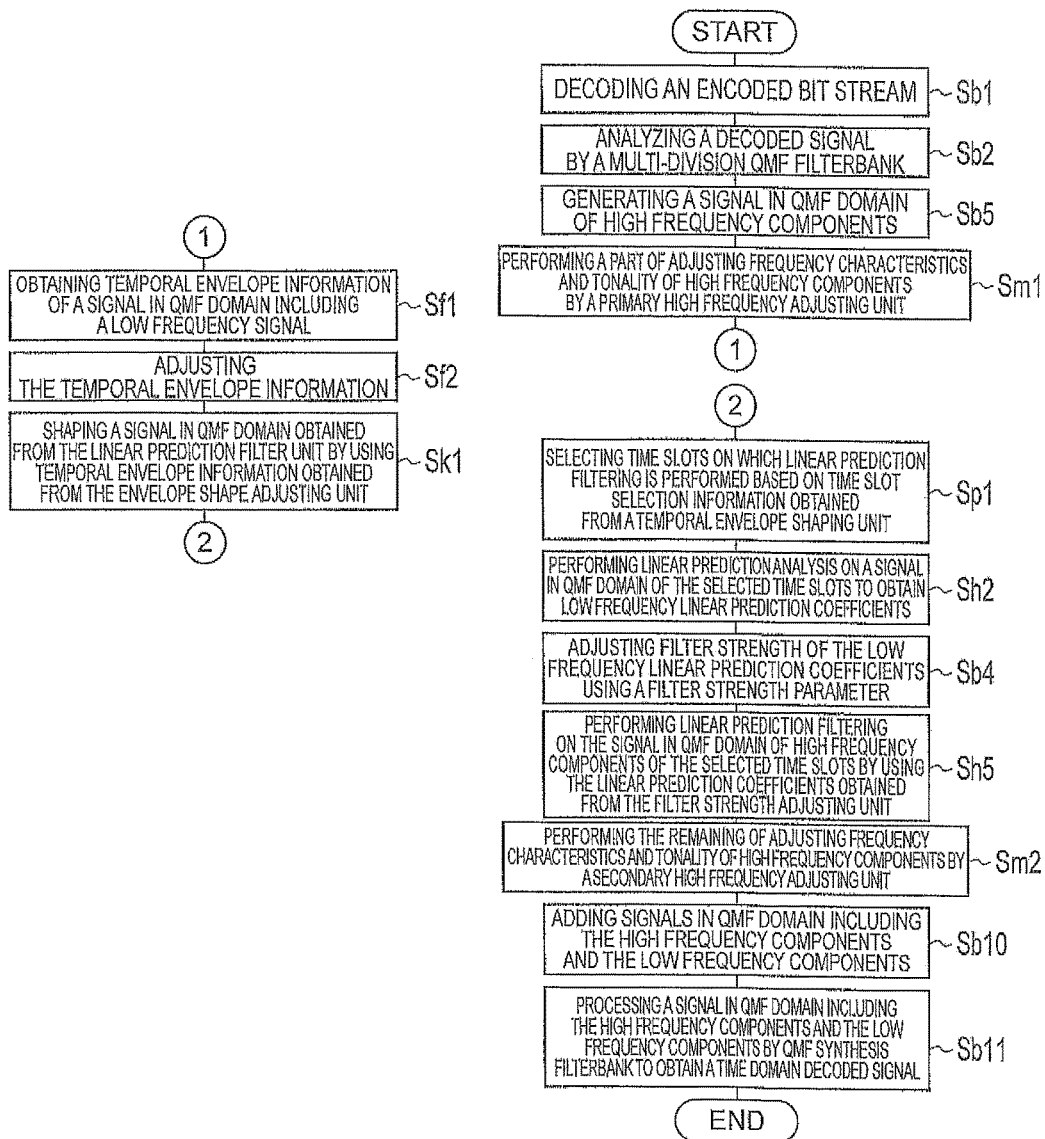 START
DECODING AN ENCODED BIT STREAM
Sb1
ANALYZING A DECODED SIGNAL
BY A MULTI-DIVISION QMF FILTERBANK
Sb2
GENERATING A SIGNAL IN QMF DOMAIN
OF HIGH FREQUENCY COMPONENTS
Sb5
PERFORMING A PART OF ADJUSTING FREQUENCY CHARACTERISTICS
AND TONALITY OF HIGH FREQUENCY COMPONENTS
BY A PRIMARY HIGH FREQUENCY ADJUSTING UNIT
Sm1
1
1
OBTAINING TEMPORAL ENVELOPE INFORMATION
OF A SIGNAL IN QMF DOMAIN INCLUDING
A LOW FREQUENCY SIGNAL
Sf1
ADJUSTING
THE TEMPORAL ENVELOPE INFORMATION
Sf2
SHAPING A SIGNAL IN QMF DOMAIN OBTAINED
FROM THE LINEAR PREDICTION FILTER UNIT BY USING
TEMPORAL ENVELOPE INFORMATION OBTAINED
FROM THE ENVELOPE SHAPE ADJUSTING UNIT
Sk1
2
2
SELECTING TIME SLOTS ON WHICH LINEAR PREDICTION
FILTERING IS PERFORMED BASED ON TIME SLOT
SELECTION INFORMATION OBTAINED
FROM A TEMPORAL ENVELOPE SHAPING UNIT
Sp1
PERFORMING LINEAR PREDICTION ANALYSIS ON A SIGNAL
IN QMF DOMAIN OF THE SELECTED TIME SLOTS TO OBTAIN
LOW FREQUENCY LINEAR PREDICTION COEFFICIENTS
Sh2
ADJUSTING FILTER STRENGTH OF THE LOW
FREQUENCY LINEAR PREDICTION COEFFICIENTS
USING A FILTER STRENGTH PARAMETER
Sb4
PERFORMING LINEAR PREDICTION FILTERING
ON THE SIGNAL IN QMF DOMAIN OF HIGH FREQUENCY
COMPONENTS OF THE SELECTED TIME SLOTS BY USING
THE LINEAR PREDICTION COEFFICIENTS OBTAINED
FROM THE FILTER STRENGTH ADJUSTING UNIT
Sh5
PERFORMING THE REMAINING OF ADJUSTING FREQUENCY
CHARACTERISTICS AND TONALITY OF HIGH FREQUENCY COMPONENTS BY
A SECONDARY HIGH FREQUENCY ADJUSTING UNIT
Sm2
ADDING SIGNALS IN QMF DOMAIN INCLUDING
THE HIGH FREQUENCY COMPONENTS
AND THE LOW FREQUENCY COMPONENTS
Sb10
PROCESSING A SIGNAL IN QMF DOMAIN INCLUDING
THE HIGH FREQUENCY COMPONENTS AND THE LOW
FREQUENCY COMPONENTS BY QMF SYNTHESIS
FILTERBANK TO OBTAIN A TIME DOMAIN DECODED SIGNAL
Sb11
END